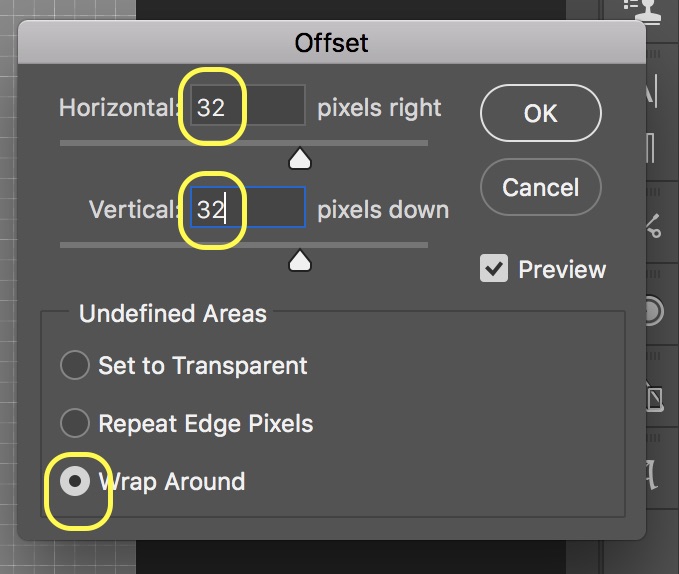 Offset
Horizontal: 32 pixels right
OK
Vertical: 32 pixels down
Cancel
Preview
Undefined Areas
Set to Transparent
Repeat Edge Pixels
Wrap Around